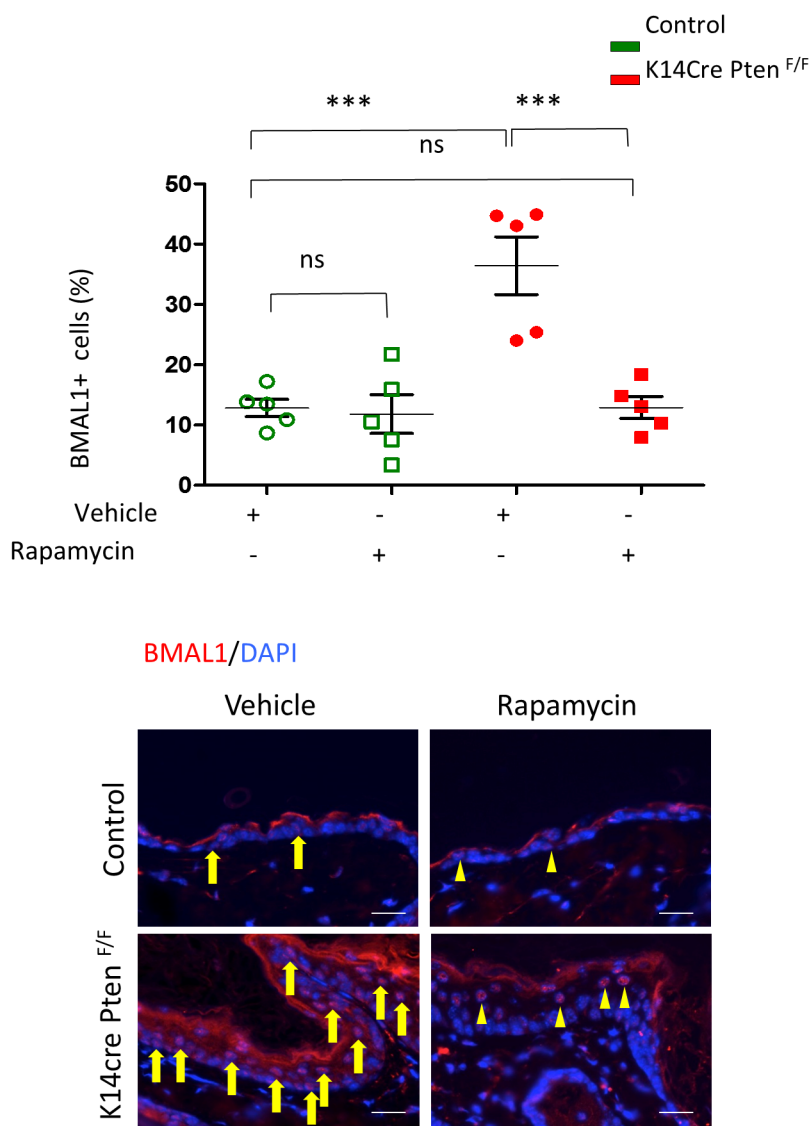 Control
K14Cre Pten F/F
*** ***
ns
ns
BMAL1+ cells (%)
50
40
30
20
10
0
Vehicle + - + -
Rapamycin - + - +
BMAL1/DAPI
Vehicle Rapamycin
Control
K14cre Pten F/F